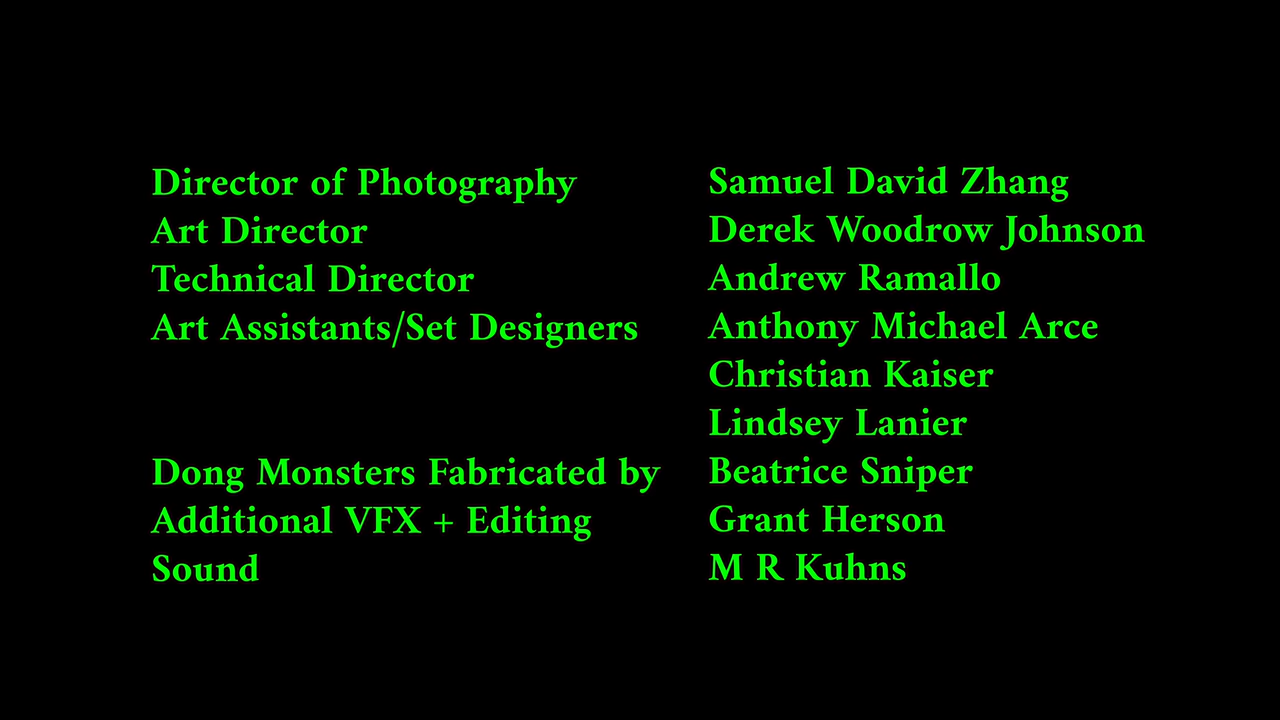 Director of Photography Samuel David Zhang
Art Director Derek Woodrow Johnson
Technical Director Andrew Ramallo
Art Assistants/Set Designers Anthony Michael Arce
Christian Kaiser
Lindsey Lanier
Dong Monsters Fabricated by Beatrice Sniper
Additional VFX + Editing Grant Herson
Sound M R Kuhns